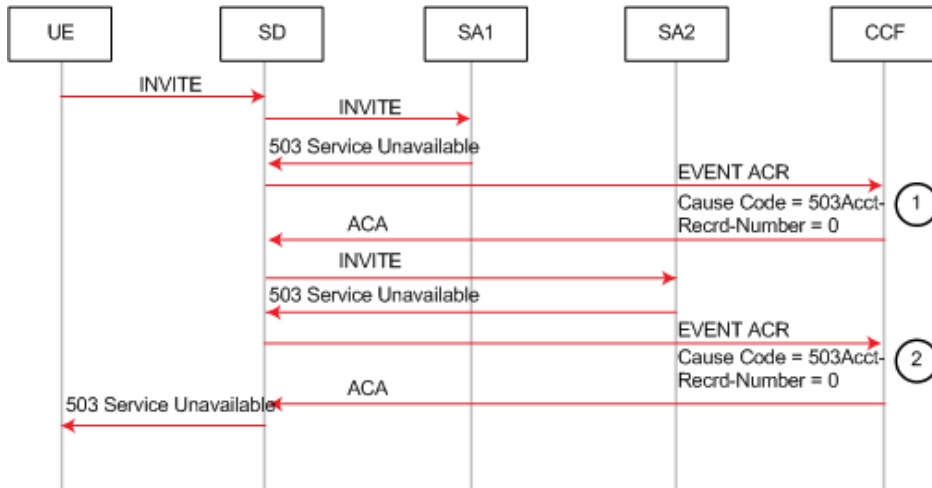 UE SD SA1 SA2 CCF
INVITE
INVITE
503 Service Unavailable
EVENT ACR
Cause Code = 503Acct-
Recrd-Number = 0
1
ACA
INVITE
503 Service Unavailable
EVENT ACR
Cause Code = 503Acct-
Recrd-Number = 0
2
ACA
503 Service Unavailable